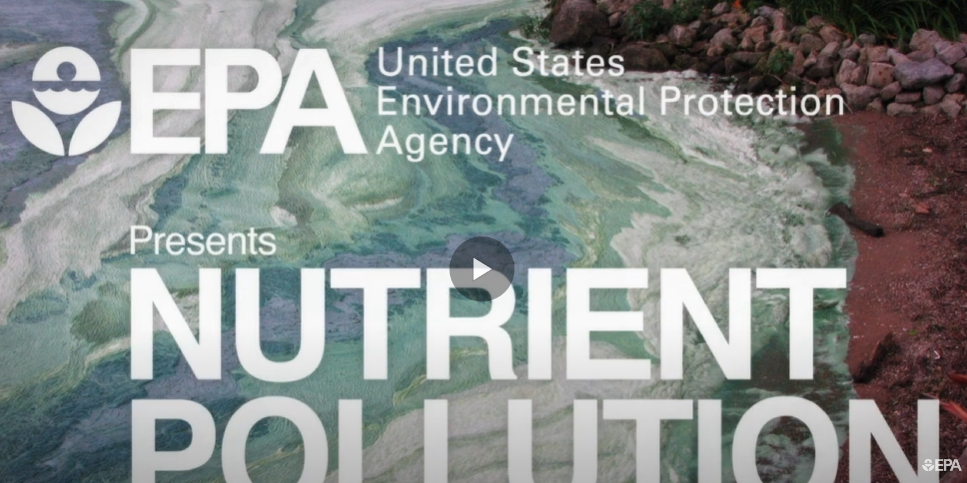 EPA
United States
Environmental Protection
Agency
Presents
NUTRIENT
POLLUTION
EPA